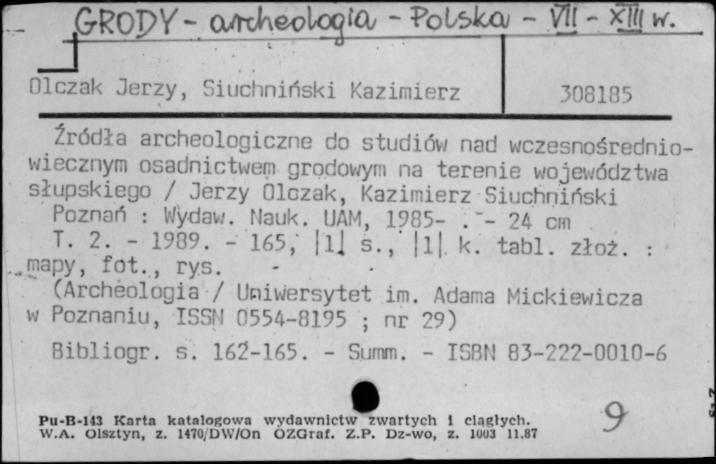 GRODY - archeologia - Polska - VII - XIII w.
Olczak Jerzy, Siuchniński Kazimierz 308185
Źródła archeologiczne do studiów nad wczesnośrednio-
wiecznym osadnictwem grodowym na terenie województwa
słupskiego / Jerzy Olczak, Kazimierz Siuchniński
Poznań : Wydaw. Nauk. UAM, 1985- . - 24 cm
T. 2. - 1989. - 165, |1| s., |1| k. tabl. złoż. :
mapy, fot., rys.
(Archeologia / Uniwersytet im. Adama Mickiewicza
w Poznaniu, ISSN 0554-8195 ; nr 29)
Bibliogr. s. 162-165. - Summ. - ISBN 83-222-0010-6
Pu-B-143 Karta katalogowa wydawnictw zwartych i ciągłych.
W.A. Olsztyn, z. 1470/DW/On OZGraf. Z.P. Dz-wo, z. 1003 11.87
9